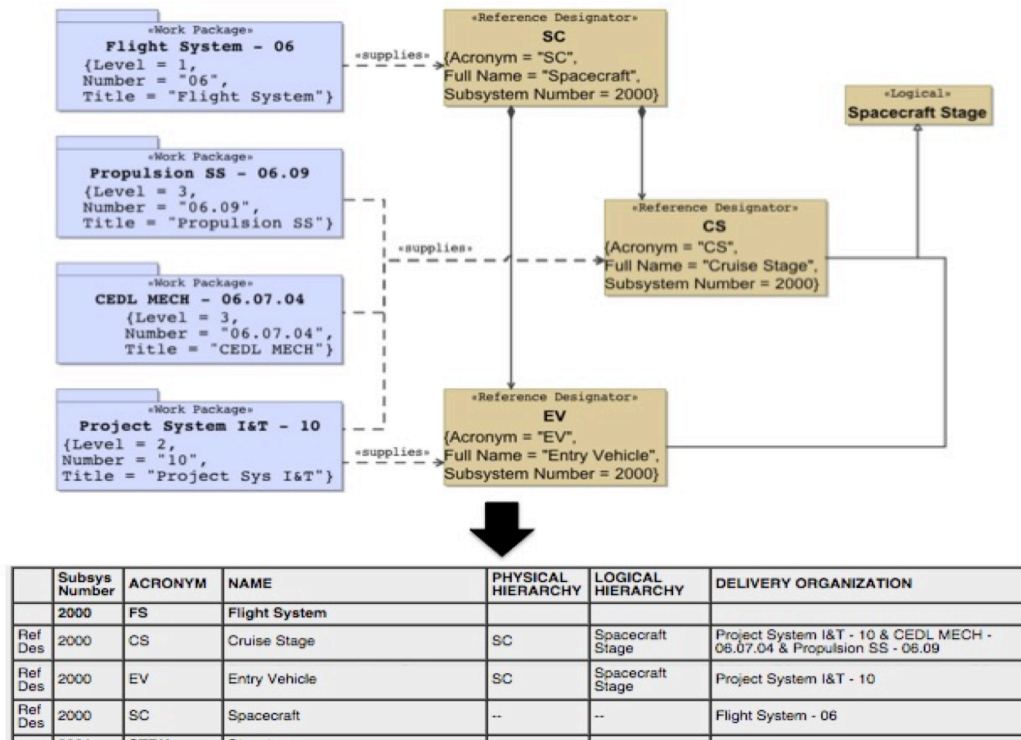 «Work Package»
Flight System - 06
{Level = 1,
Number = "06",
Title = "Flight System"}
«supplies»
«Reference Designator»
SC
{Acronym = "SC",
Full Name = "Spacecraft",
Subsystem Number = 2000}
«Logical»
Spacecraft Stage
«Work Package»
Propulsion SS - 06.09
{Level = 3,
Number = "06.09",
Title = "Propulsion SS"}
«supplies»
«Reference Designator»
CS
{Acronym = "CS",
Full Name = "Cruise Stage",
Subsystem Number = 2000}
«Work Package»
CEDL MECH - 06.07.04
{Level = 3,
Number = "06.07.04",
Title = "CEDL MECH"}
«Work Package»
Project System I&T - 10
{Level = 2,
Number = "10",
Title = "Project Sys I&T"}
«supplies»
«Reference Designator»
EV
{Acronym = "EV",
Full Name = "Entry Vehicle",
Subsystem Number = 2000}
Subsys Number ACRONYM NAME PHYSICAL HIERARCHY LOGICAL HIERARCHY DELIVERY ORGANIZATION
2000 FS Flight System
Ref Des 2000 CS Cruise Stage SC Spacecraft Stage Project System I&T - 10 & CEDL MECH - 06.07.04 & Propulsion SS - 06.09
Ref Des 2000 EV Entry Vehicle SC Spacecraft Stage Project System I&T - 10
Ref Des 2000 SC Spacecraft -- -- Flight System - 06